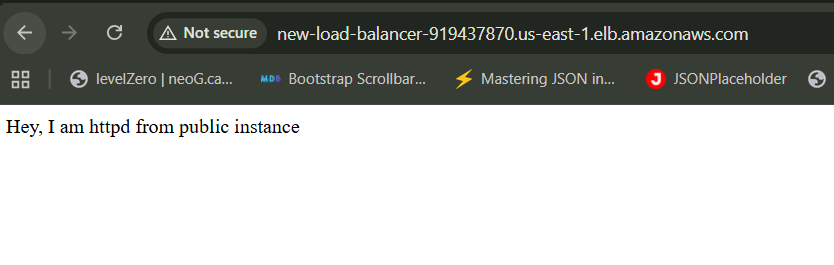 Not secure new-load-balancer-919437870.us-east-1.elb.amazonaws.com
levelZero | neoG.ca... MDB Bootstrap Scrollbar... Mastering JSON in... J JSONPlaceholder
Hey, I am httpd from public instance